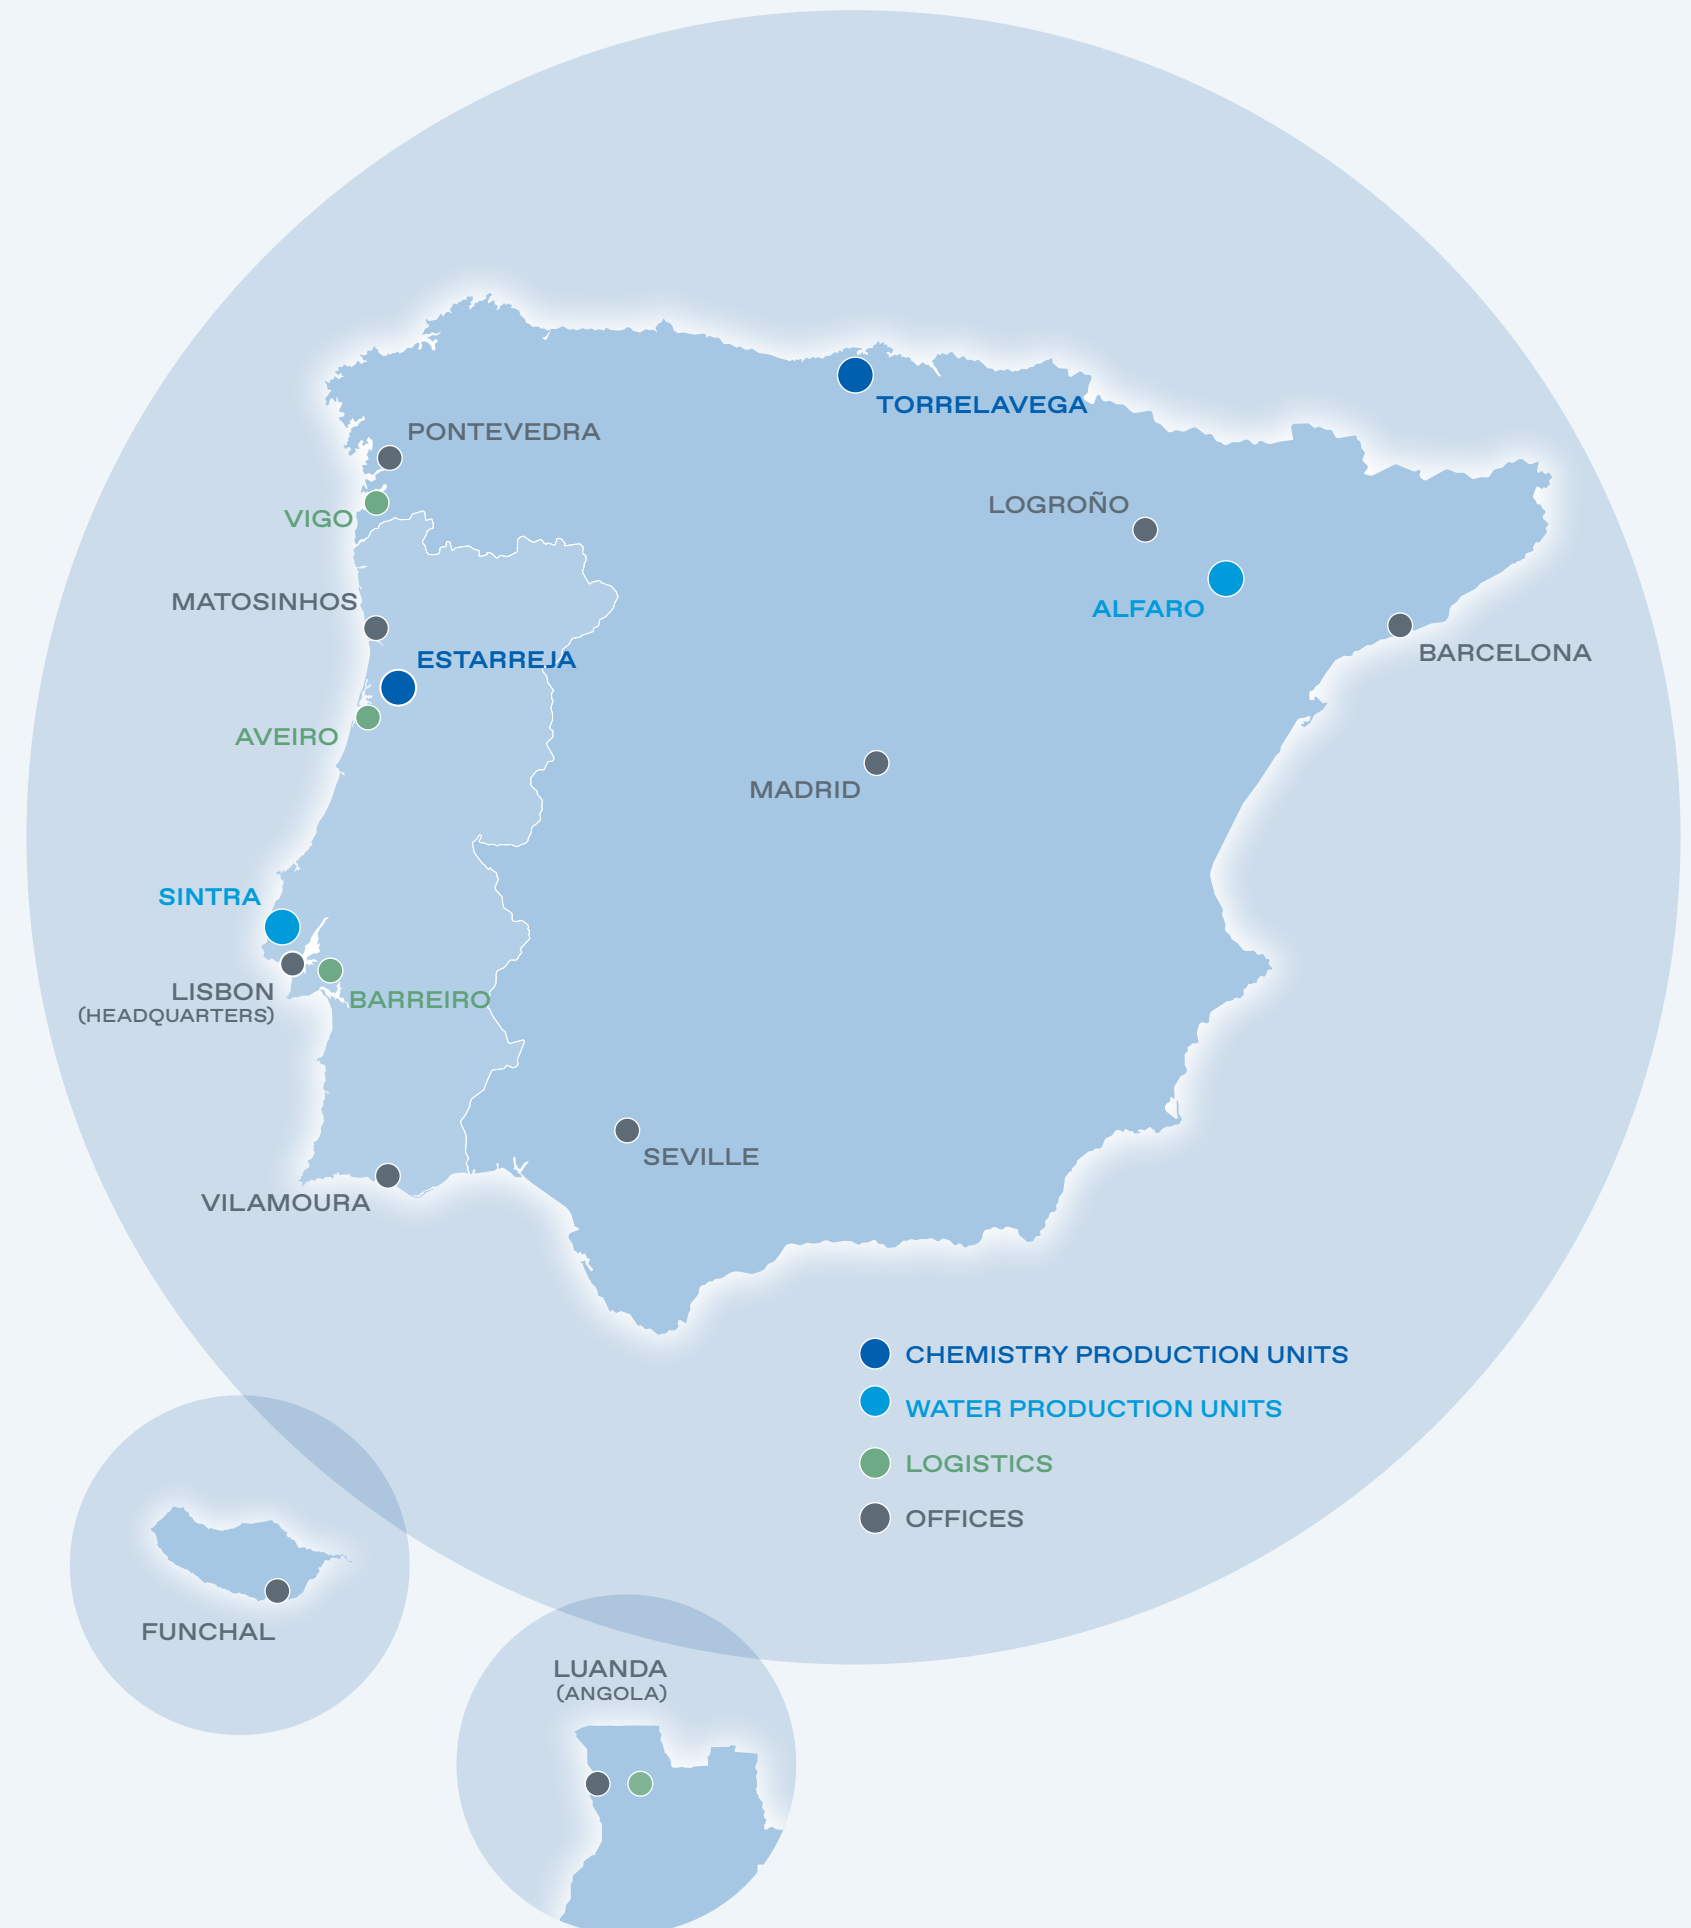 TORRELAVEGA
PONTEVEDRA
LOGROÑO
VIGO
MATOSINHOS
ALFARO
BARCELONA
ESTARREJA
AVEIRO
MADRID
SINTRA
LISBON
(HEADQUARTERS)
BARREIRO
SEVILLE
VILAMOURA
CHEMISTRY PRODUCTION UNITS
WATER PRODUCTION UNITS
LOGISTICS
OFFICES
FUNCHAL
LUANDA
(ANGOLA)